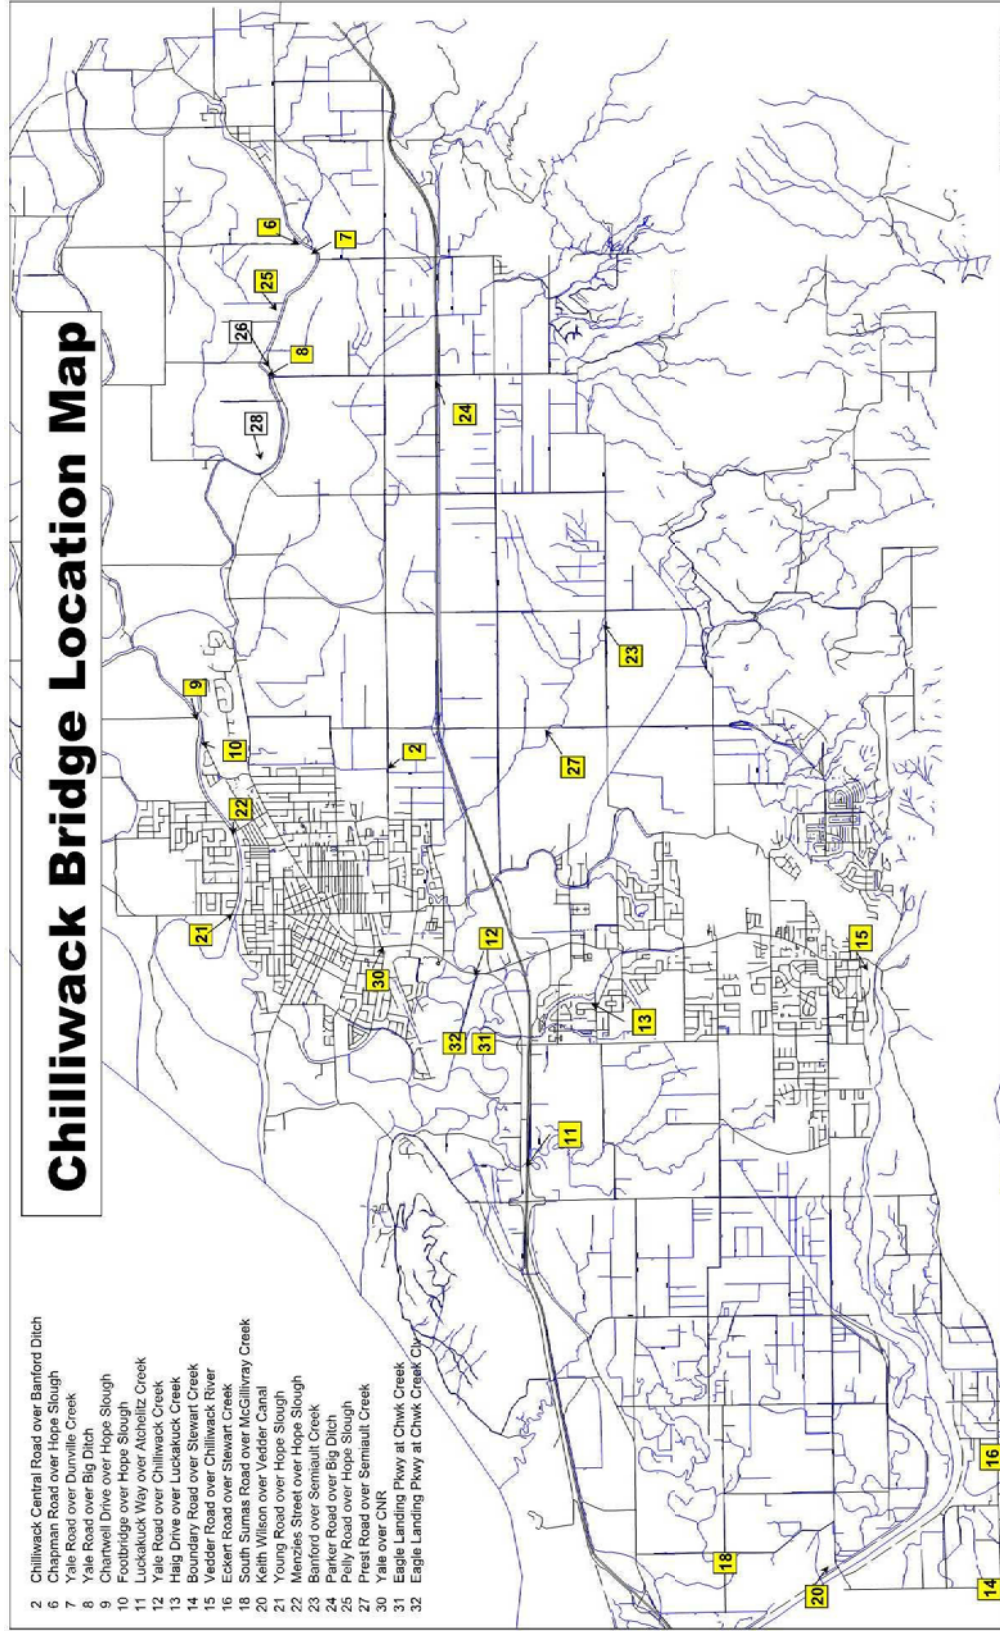 Chilliwack Bridge Location Map
2 Chilliwack Central Road over Banford Ditch
6 Chapman Road over Hope Slough
7 Yale Road over Dunville Creek
8 Yale Road over Big Ditch
9 Chartwell Drive over Hope Slough
10 Footbridge over Hope Slough
11 Luckakuck Way over Atchelitz Creek
12 Yale Road over Chilliwack Creek
13 Haig Drive over Luckakuck Creek
14 Boundary Road over Stewart Creek
15 Vedder Road over Chilliwack River
16 Eckert Road over Stewart Creek
18 South Sumas Road over McGillivray Creek
20 Keith Wilson over Vedder Canal
21 Young Road over Hope Slough
22 Menzies Street over Hope Slough
23 Banford over Semiault Creek
24 Parker Road over Big Ditch
25 Pelly Road over Hope Slough
27 Prest Road over Semiault Creek
30 Yale over CNR
31 Eagle Landing Pkwy at Chwk Creek
32 Eagle Landing Pkwy at Chwk Creek Clv
6
7
25
26
8
28
24
9
10
22
2
23
27
21
30
12
32
31
13
15
11
18
20
16
14